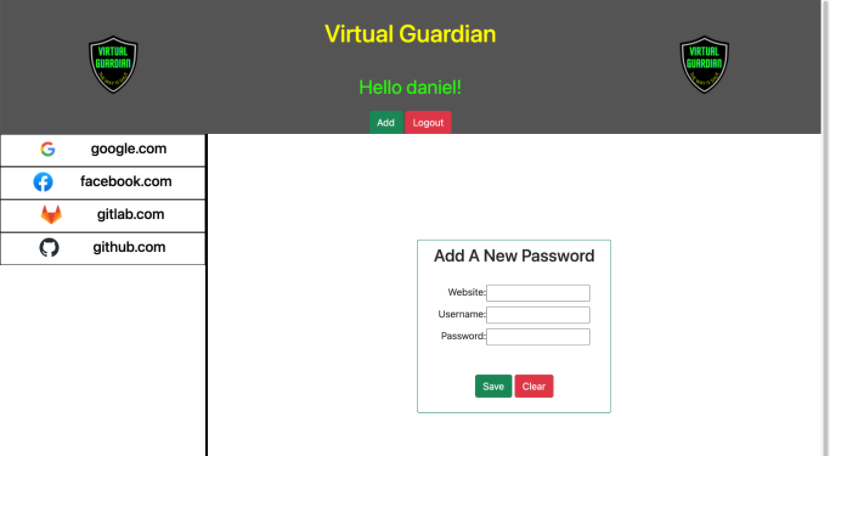 Virtual Guardian
VIRTUAL
GUARDIAN
VIRTUAL
GUARDIAN
Hello daniel!
Add Logout
google.com
facebook.com
gitlab.com
github.com
Add A New Password
Website:
Username:
Password:
Save Clear